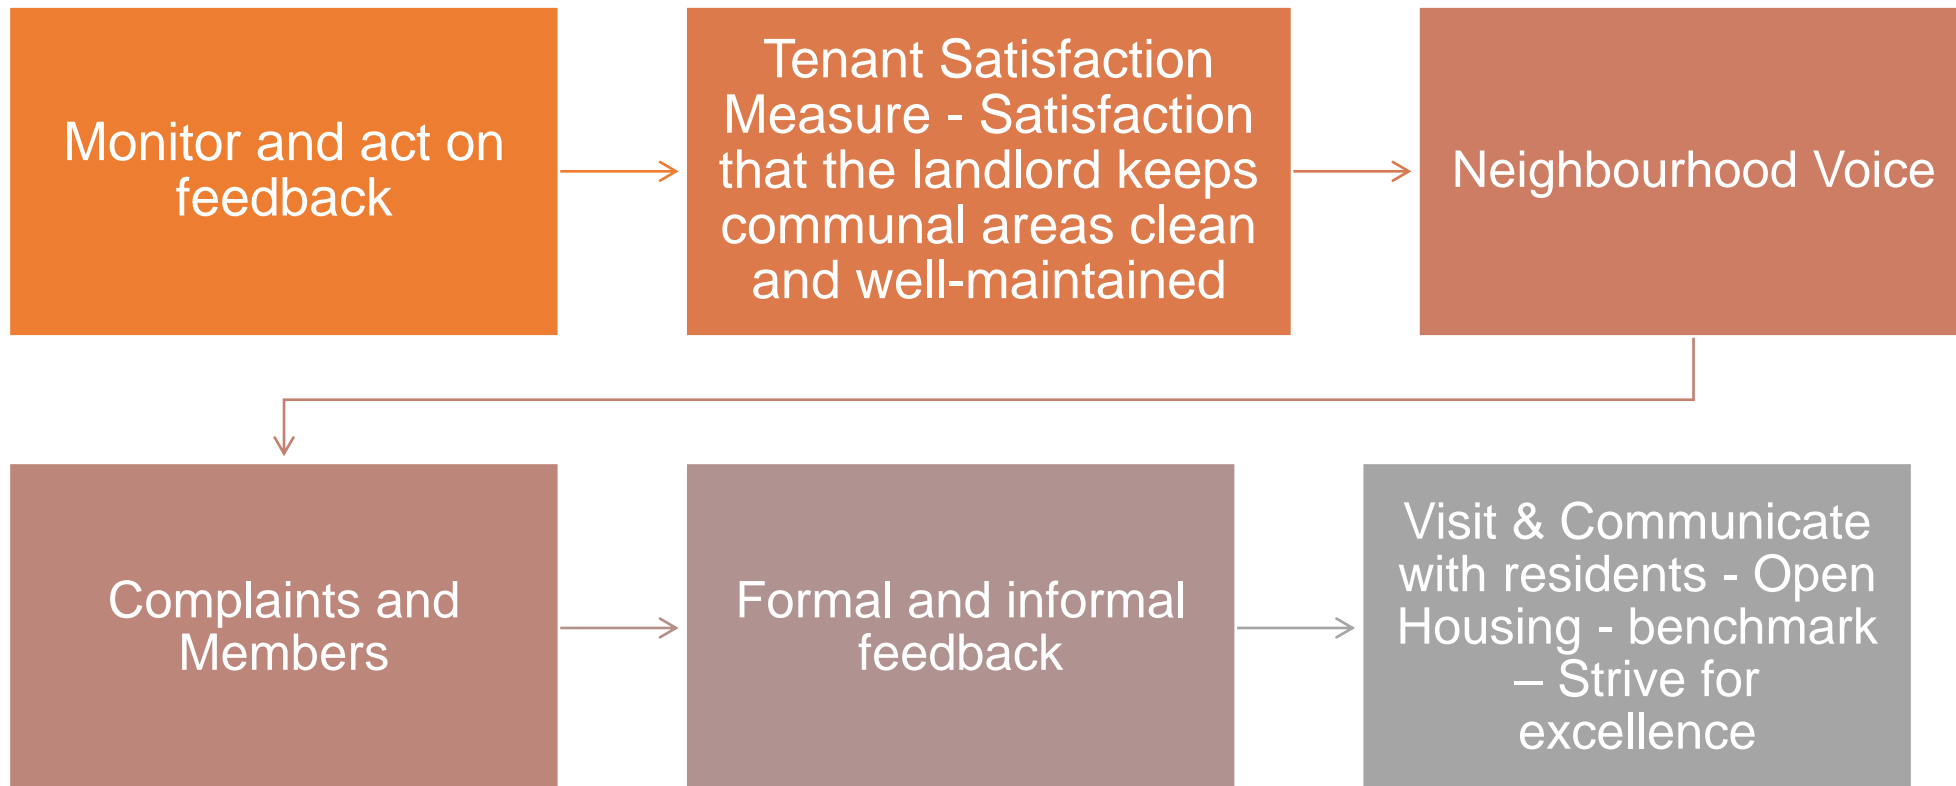 Monitor and act on
feedback
Tenant Satisfaction
Measure - Satisfaction
that the landlord keeps
communal areas clean
and well-maintained
Neighbourhood Voice
Complaints and
Members
Formal and informal
feedback
Visit & Communicate
with residents - Open
Housing - benchmark
– Strive for
excellence